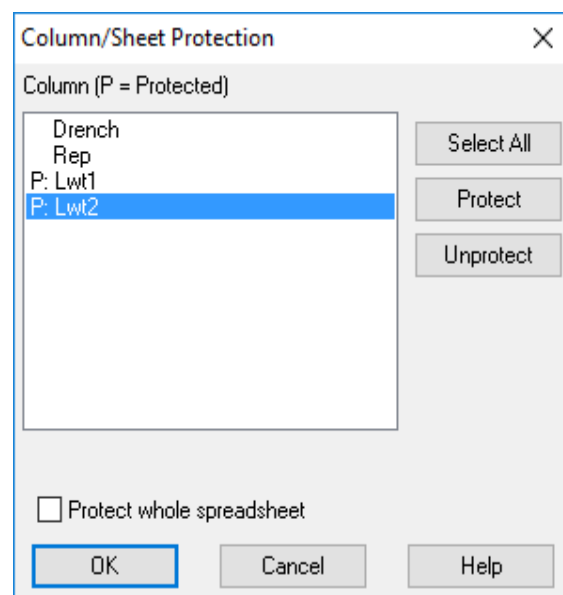 Column/Sheet Protection
Column (P = Protected)
Drench
Rep
P: Lwt1
P: Lwt2
Select All
Protect
Unprotect
Protect whole spreadsheet
OK
Cancel
Help